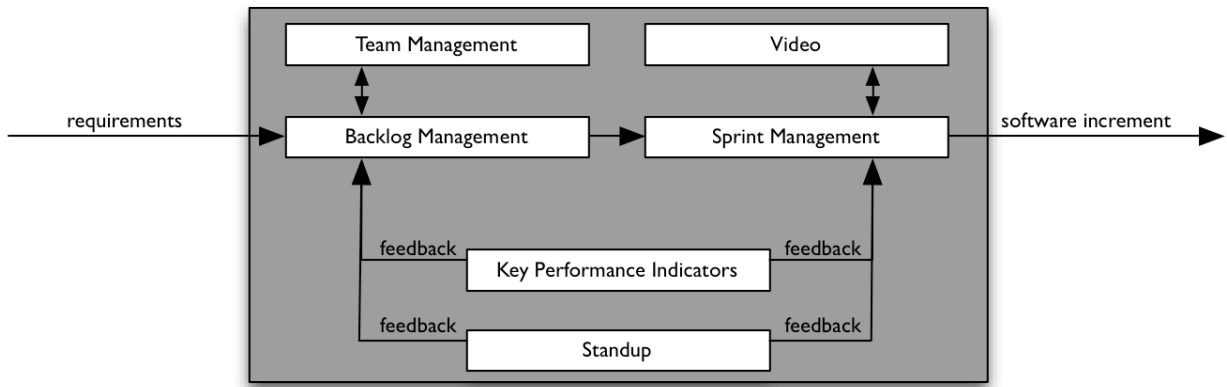 Team Management
Video
requirements
Backlog Management
Sprint Management
software increment
feedback
feedback
Key Performance Indicators
feedback
feedback
Standup